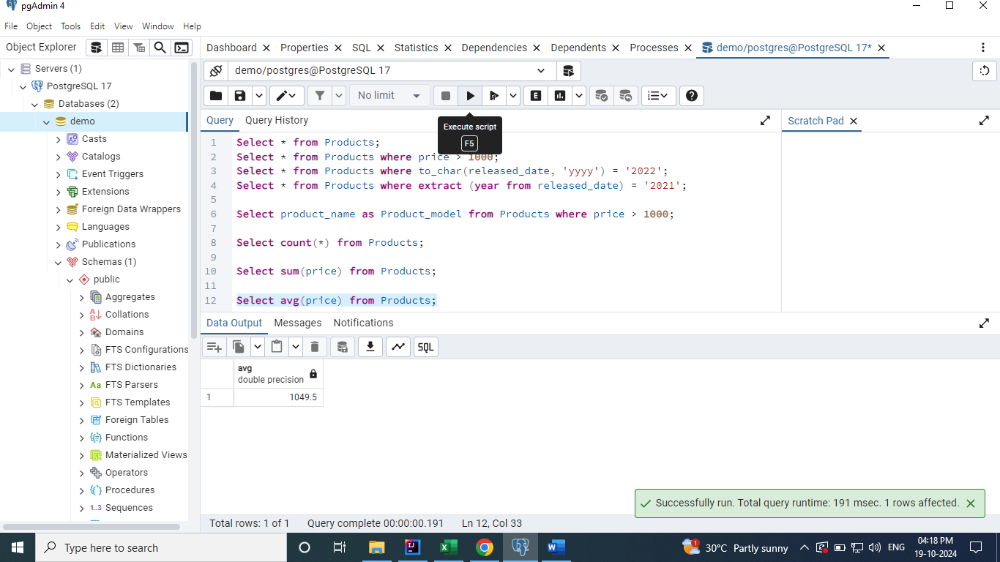 pgAdmin 4
File Object Tools Edit View Window Help
Object Explorer
Dashboard Properties SQL Statistics Dependencies Dependents Processes demo/postgres@PostgreSQL 17*
Servers (1)
PostgreSQL 17
Databases (2)
demo
Casts
Catalogs
Event Triggers
Extensions
Foreign Data Wrappers
Languages
Publications
Schemas (1)
public
Aggregates
Collations
Domains
FTS Configurations
FTS Dictionaries
Aa FTS Parsers
FTS Templates
Foreign Tables
Functions
Materialized Views
Operators
Procedures
1..3 Sequences
demo/postgres@PostgreSQL 17
No limit
E
Query Query History
Execute script
F5
Scratch Pad
1 Select * from Products;
2 Select * from Products where price > 1000;
3 Select * from Products where to_char(released_date, 'yyyy') = '2022';
4 Select * from Products where extract (year from released_date) = '2021';
5
6 Select product_name as Product_model from Products where price > 1000;
7
8 Select count(*) from Products;
9
10 Select sum(price) from Products;
11
12 Select avg(price) from Products;
Data Output Messages Notifications
SQL
avg
double precision
1 1049.5
Successfully run. Total query runtime: 191 msec. 1 rows affected.
Total rows: 1 of 1 Query complete 00:00:00.191 Ln 12, Col 33
Type here to search
1 30°C Partly sunny ENG
04:18 PM
19-10-2024